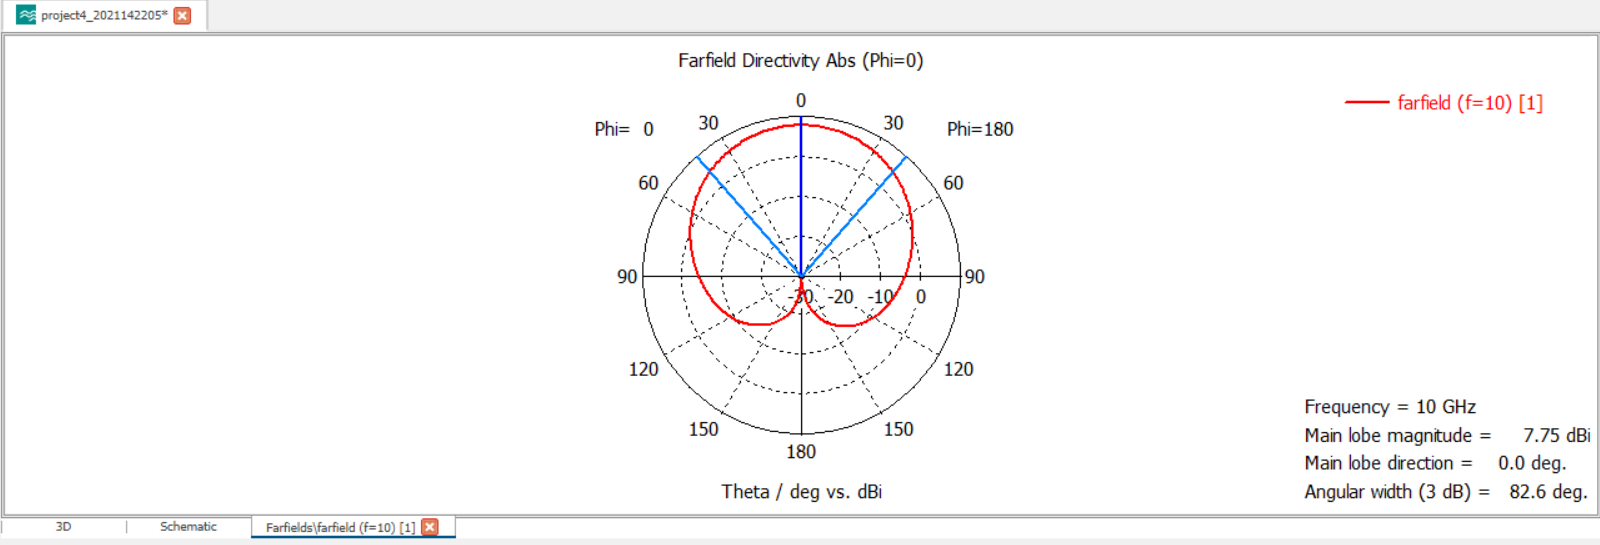 project4_2021142205*
Farfield Directivity Abs (Phi=0)
farfield (f=10) [1]
0
Phi= 0 30 30 Phi=180
60 60
90 90
-30 -20 -10 0
120 120
150 150
180
Theta / deg vs. dBi
Frequency = 10 GHz
Main lobe magnitude = 7.75 dBi
Main lobe direction = 0.0 deg.
Angular width (3 dB) = 82.6 deg.
3D Schematic Farfields\farfield (f=10) [1]